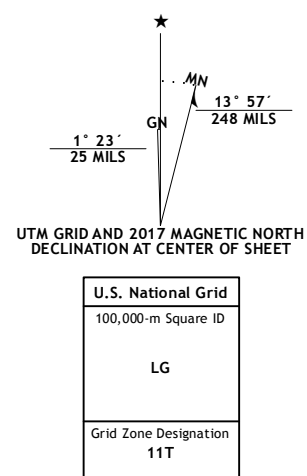 ★
MN
GN
13° 57´
248 MILS
1° 23´
25 MILS
UTM GRID AND 2017 MAGNETIC NORTH
DECLINATION AT CENTER OF SHEET
U.S. National Grid
100,000-m Square ID
LG
Grid Zone Designation
11T